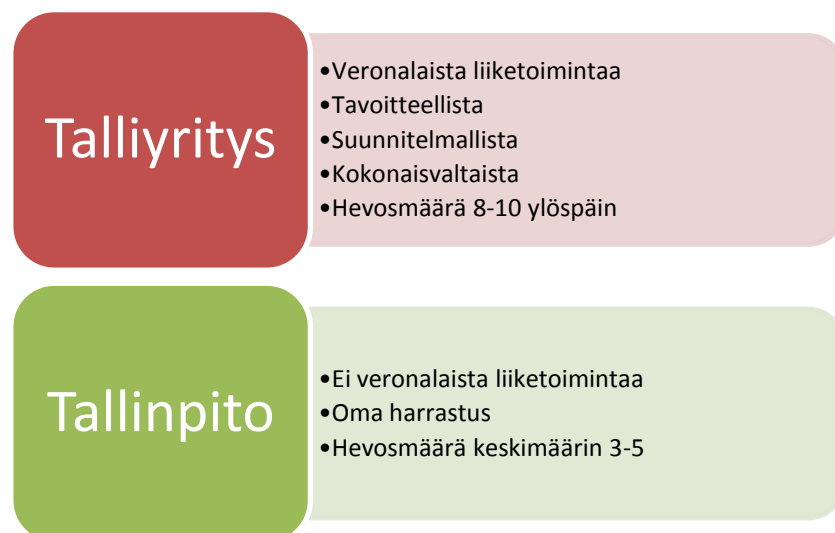 Talliyritys
•Veronalaista liiketoimintaa
•Tavoitteellista
•Suunnitelmallista
•Kokonaisvaltaista
•Hevosmäärä 8-10 ylöspäin
Tallinpito
•Ei veronalaista liiketoimintaa
•Oma harrastus
•Hevosmäärä keskimäärin 3-5